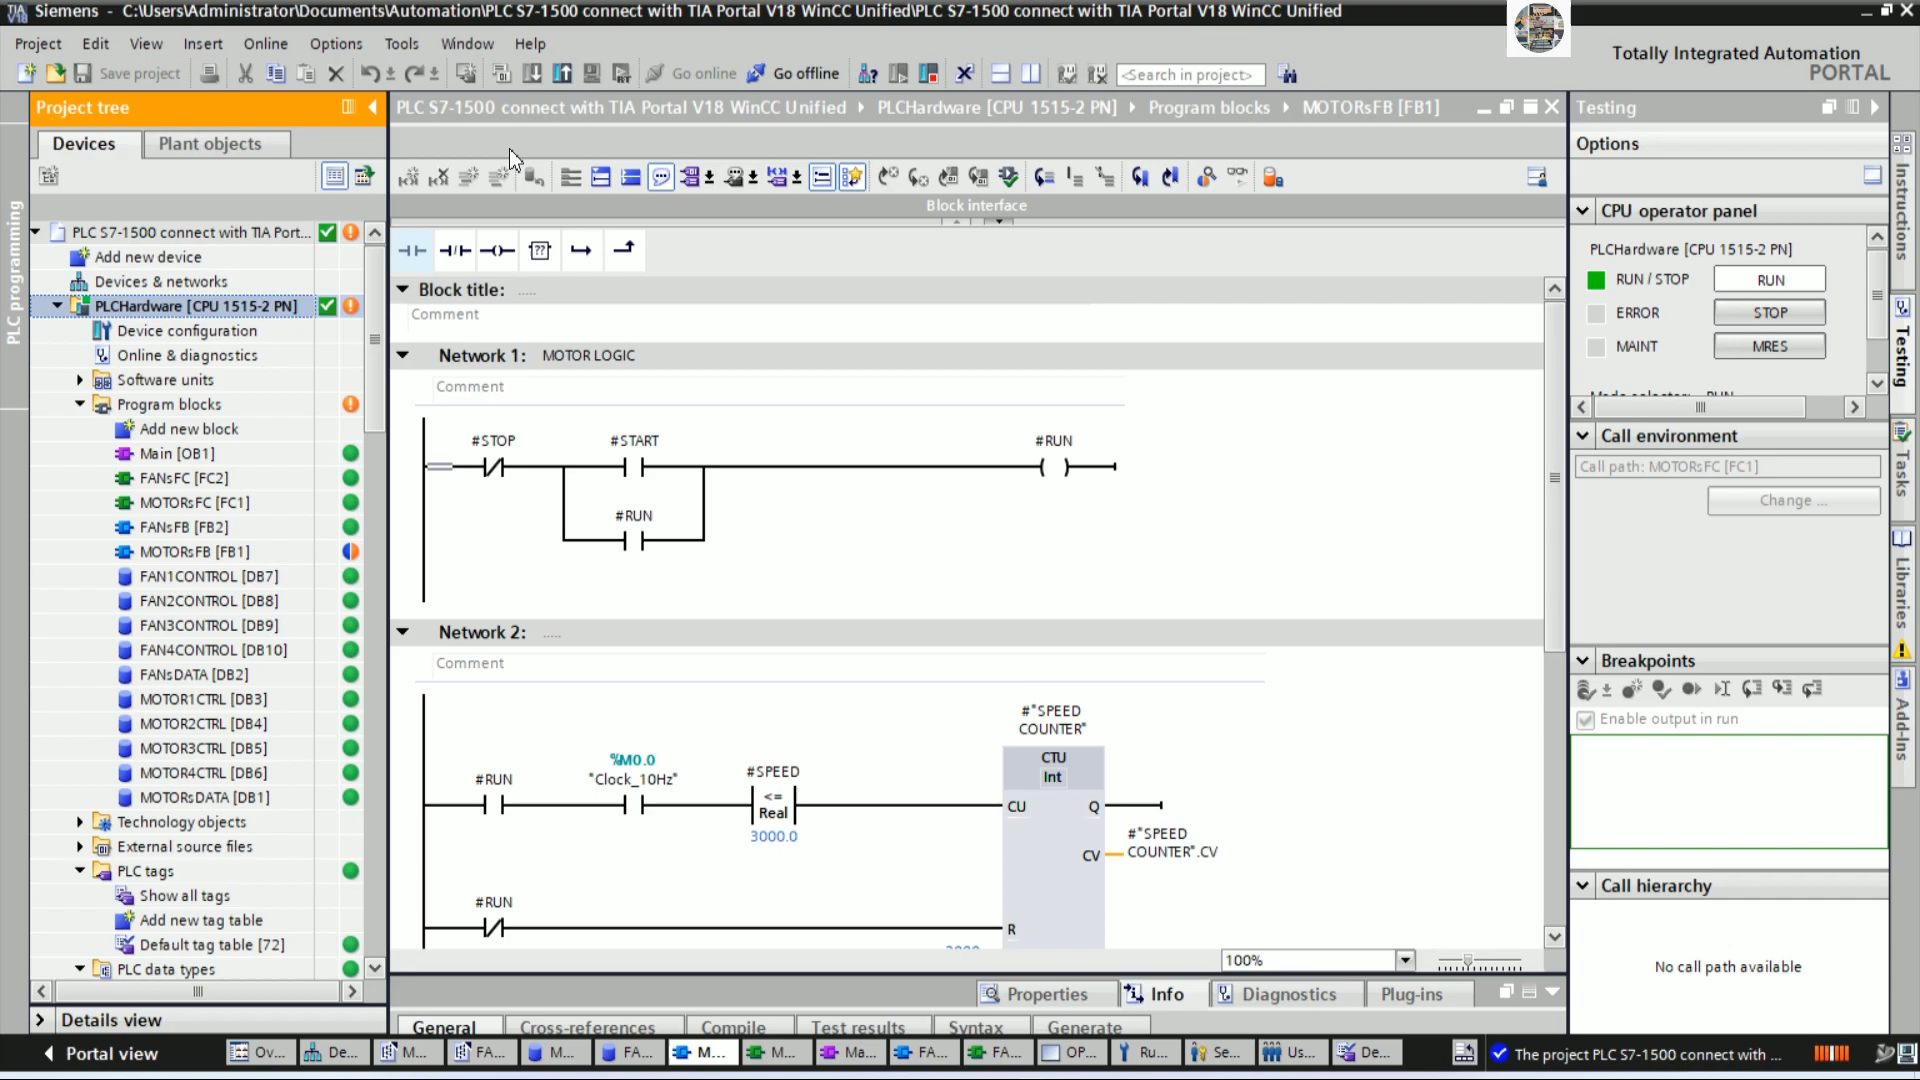 Siemens  -  C:\Users\Administrator\Documents\Automation\PLC S7-1500 connect with TIA Portal V18 WinCC Unified\PLC S7-1500 connect with TIA Portal V18 WinCC Unified
Project Edit View Insert Online Options Tools Window Help
Totally Integrated Automation
PORTAL
Save project
Go online
Go offline
<Search in project>
Project tree
Devices
Plant objects
PLC programming
PLC S7-1500 connect with TIA Port...
Add new device
Devices & networks
PLCHardware [CPU 1515-2 PN]
Device configuration
Online & diagnostics
Software units
Program blocks
Add new block
Main [OB1]
FANsFC [FC2]
MOTORsFC [FC1]
FANsFB [FB2]
MOTORsFB [FB1]
FAN1CONTROL [DB7]
FAN2CONTROL [DB8]
FAN3CONTROL [DB9]
FAN4CONTROL [DB10]
FANsDATA [DB2]
MOTOR1CTRL [DB3]
MOTOR2CTRL [DB4]
MOTOR3CTRL [DB5]
MOTOR4CTRL [DB6]
MOTORsDATA [DB1]
Technology objects
External source files
PLC tags
Show all tags
Add new tag table
Default tag table [72]
PLC data types
Details view
PLC S7-1500 connect with TIA Portal V18 WinCC Unified
PLCHardware [CPU 1515-2 PN]
Program blocks
MOTORsFB [FB1]
Block interface
??
Block title: .....
Comment
Network 1: MOTOR LOGIC
Comment
#STOP
#START
#RUN
#RUN
Network 2: .....
Comment
#"SPEED
COUNTER"
CTU
Int
%M0.0
#RUN
"Clock_10Hz"
#SPEED
<=
Real
3000.0
CU
Q
#"SPEED
COUNTER".CV
CV
#RUN
R
100%
Properties
Info
Diagnostics
Plug-ins
General
Cross-references
Compile
Test results
Syntax
Generate
Testing
Options
CPU operator panel
PLCHardware [CPU 1515-2 PN]
RUN / STOP
RUN
ERROR
STOP
MAINT
MRES
Call environment
Call path: MOTORsFC [FC1]
Change ...
Breakpoints
Enable output in run
Call hierarchy
No call path available
Instructions
Testing
Tasks
Libraries
Add-Ins
Portal view
Ov...
De...
M...
FA...
M...
FA...
M...
M...
Ma...
FA...
FA...
OP...
Ru...
Se...
Us...
De...
The project PLC S7-1500 connect with ...